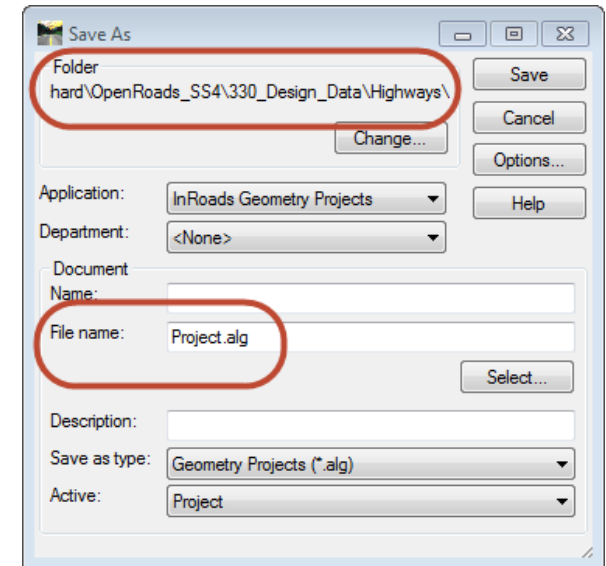 Save As
Folder
hard\OpenRoads_SS4\330_Design_Data\Highways\
Change...
Save
Cancel
Options...
Help
Application: InRoads Geometry Projects
Department: <None>
Document
Name:
File name: Project.alg
Select...
Description:
Save as type: Geometry Projects (*.alg)
Active: Project